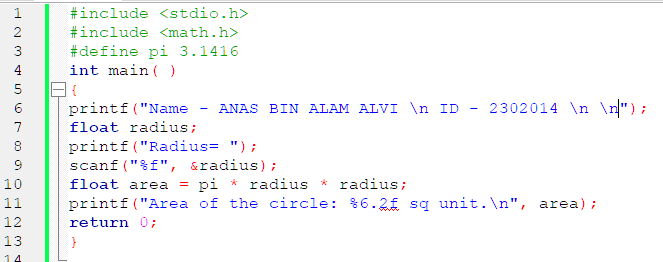 1 #include <stdio.h>
2 #include <math.h>
3 #define pi 3.1416
4 int main( )
5 {
6 printf("Name - ANAS BIN ALAM ALVI \n ID - 2302014 \n \n");
7 float radius;
8 printf("Radius= ");
9 scanf("%f", &radius);
10 float area = pi * radius * radius;
11 printf("Area of the circle: %6.2f sq unit.\n", area);
12 return 0;
13 }
14